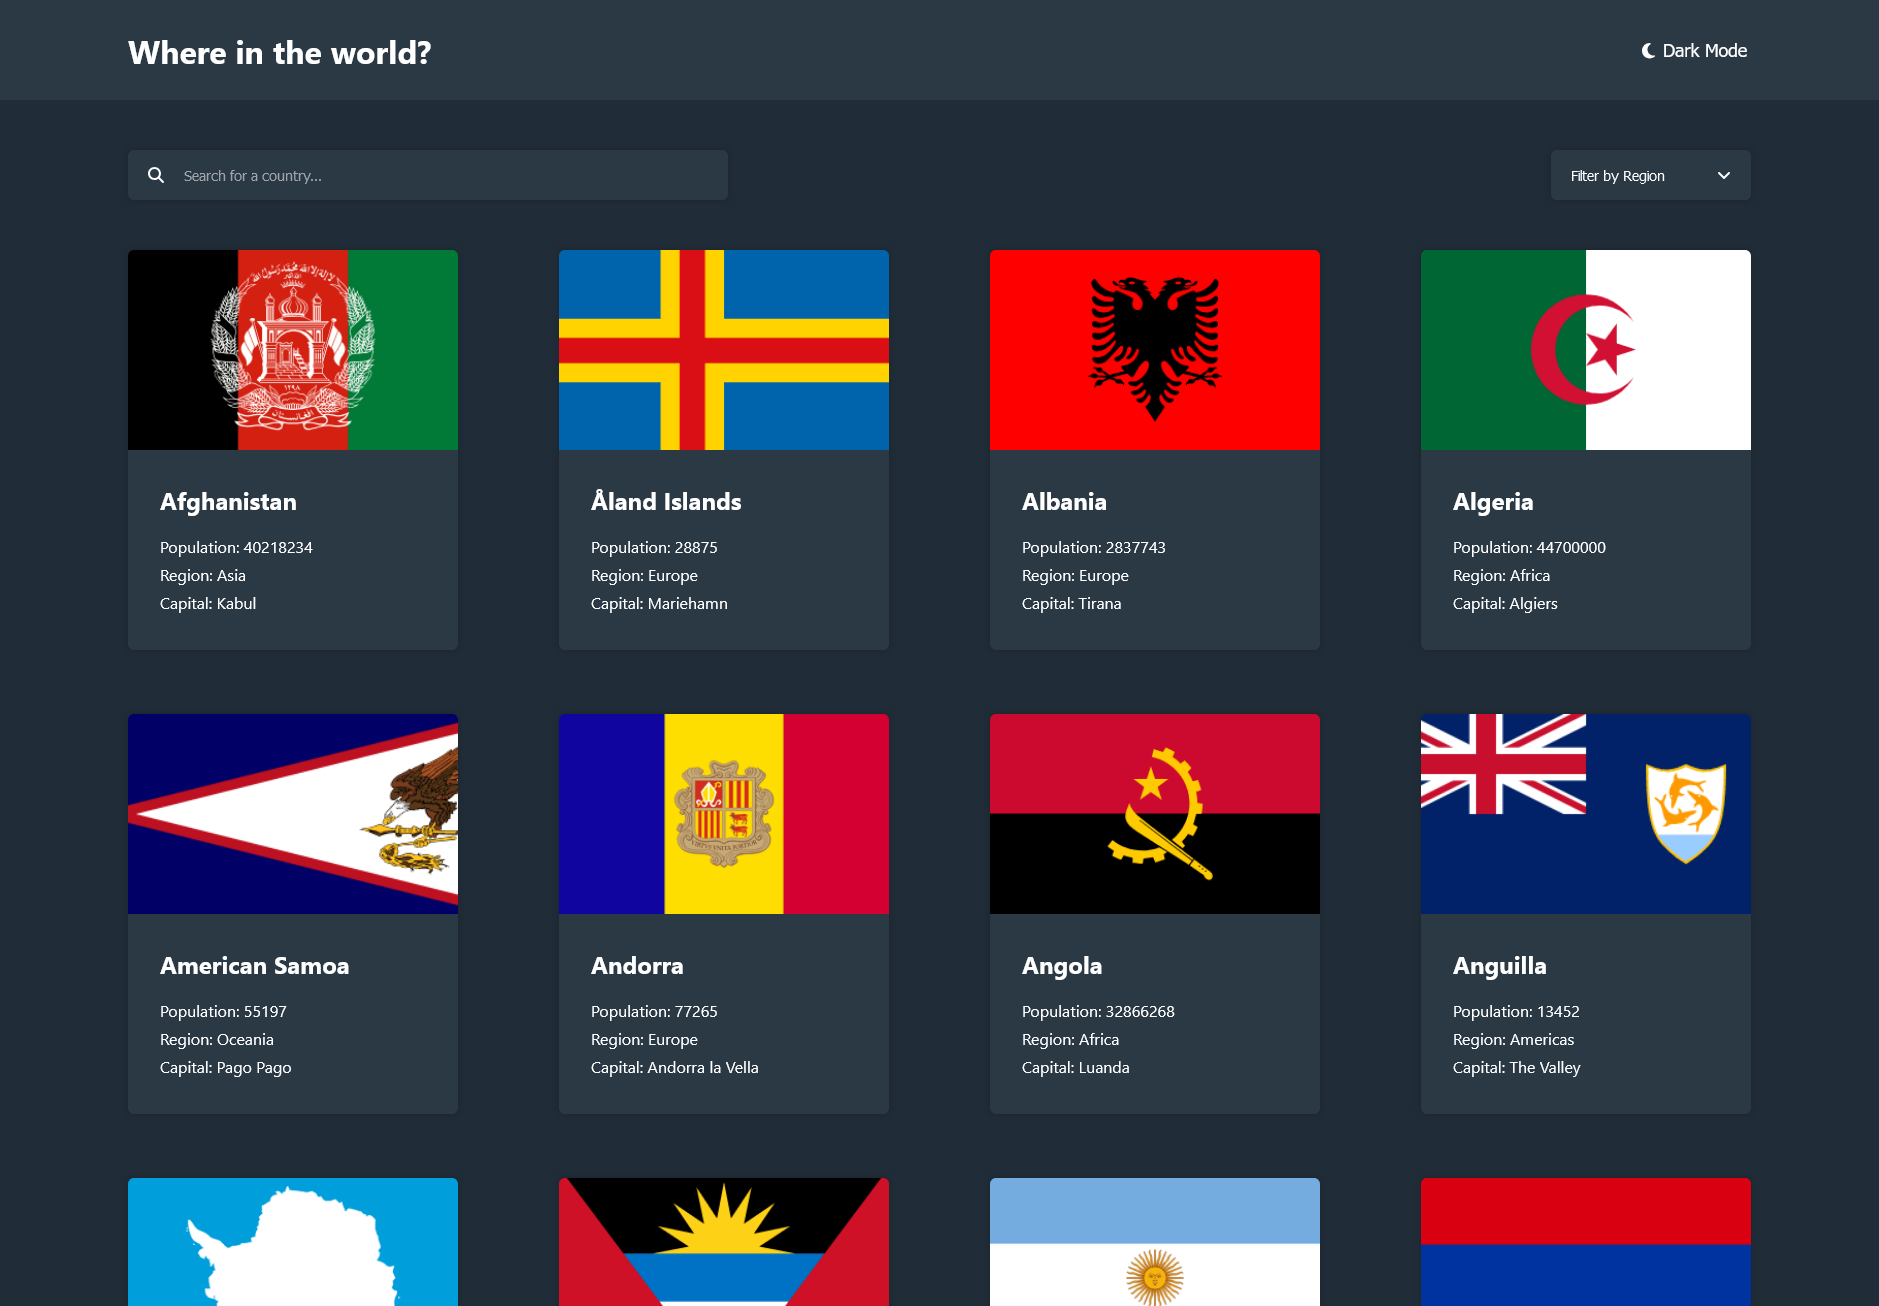 Where in the world?
Dark Mode
Search for a country...
Filter by Region
Afghanistan
Population: 40218234
Region: Asia
Capital: Kabul
Åland Islands
Population: 28875
Region: Europe
Capital: Mariehamn
Albania
Population: 2837743
Region: Europe
Capital: Tirana
Algeria
Population: 44700000
Region: Africa
Capital: Algiers
American Samoa
Population: 55197
Region: Oceania
Capital: Pago Pago
VIRTVS VNITA FORTIOR
Andorra
Population: 77265
Region: Europe
Capital: Andorra la Vella
Angola
Population: 32866268
Region: Africa
Capital: Luanda
Anguilla
Population: 13452
Region: Americas
Capital: The Valley